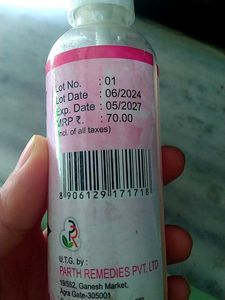 Lot No. : 01
Lot Date : 06/2024
Exp. Date : 05/2027
MRP ₹. : 70.00
(Incl. of all taxes)
8 906129 171718
U.T.G. by :
PARTH REMEDIES PVT. LTD
19/552, Ganesh Market,
Agra Gate-305001